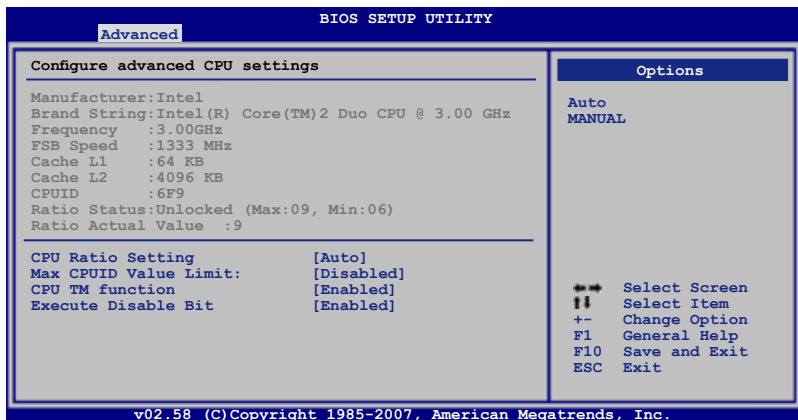 BIOS SETUP UTILITY
Advanced
Configure advanced CPU settings
Manufacturer:Intel
Brand String:Intel(R) Core(TM)2 Duo CPU @ 3.00 GHz
Frequency :3.00GHz
FSB Speed :1333 MHz
Cache L1 :64 KB
Cache L2 :4096 KB
CPUID :6F9
Ratio Status:Unlocked (Max:09, Min:06)
Ratio Actual Value :9
CPU Ratio Setting [Auto]
Max CPUID Value Limit: [Disabled]
CPU TM function [Enabled]
Execute Disable Bit [Enabled]
Options
Auto
MANUAL
Select Screen
Select Item
+- Change Option
F1 General Help
F10 Save and Exit
ESC Exit
v02.58 (C)Copyright 1985-2007, American Megatrends, Inc.